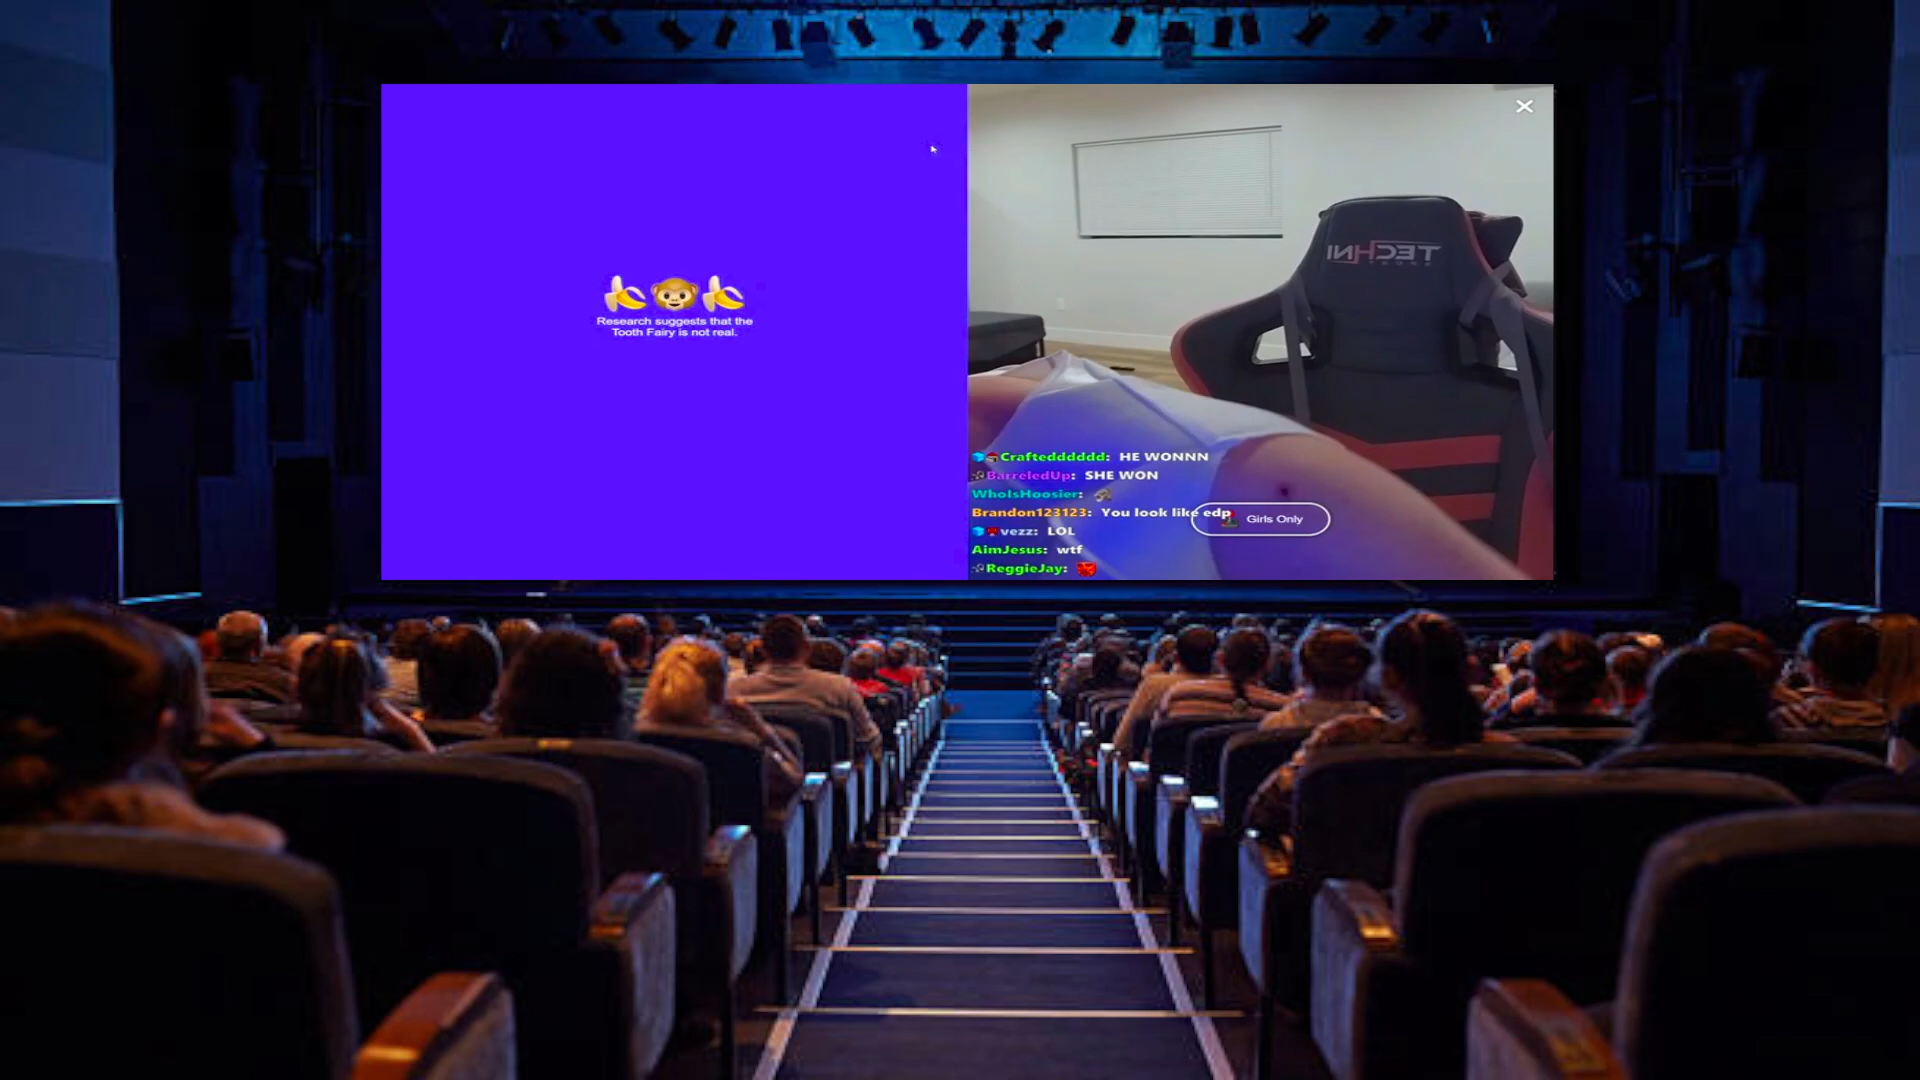 Research suggests that the
Tooth Fairy is not real.
TECHNI
SPORT
Craftedddddd: HE WONNN
BarreledUp: SHE WON
WhoIsHoosier:
Brandon123123: You look like edp
vezz: LOL
AimJesus: wtf
ReggieJay:
Girls Only